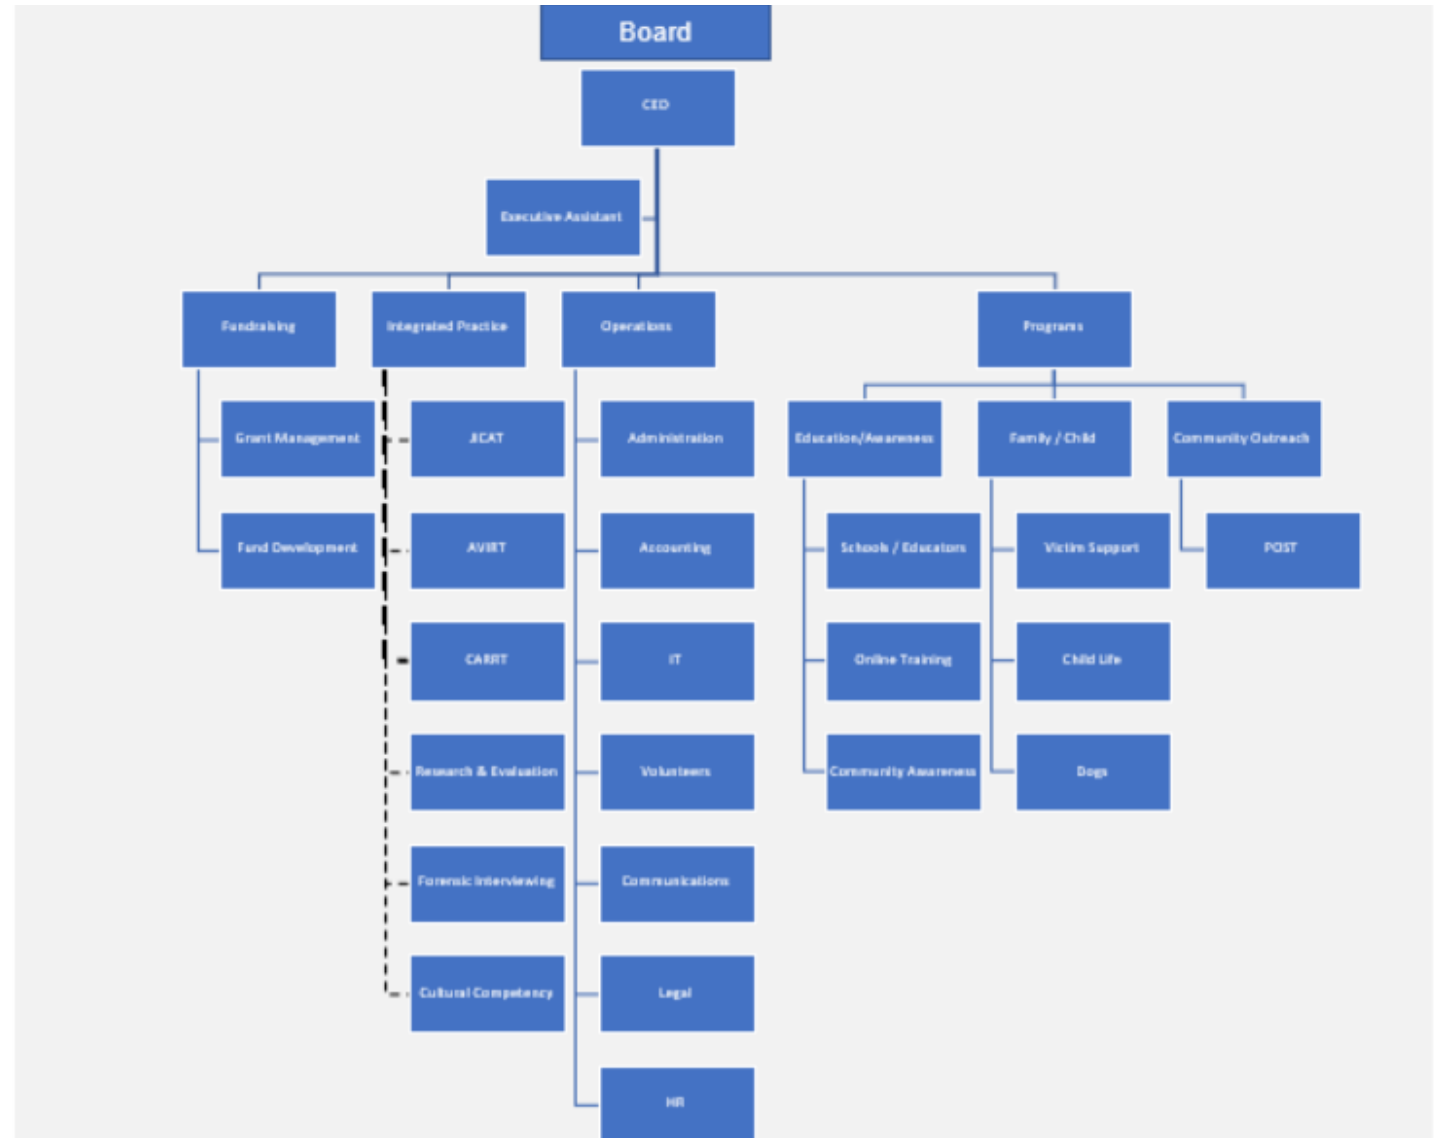 Board
CEO
Executive Assistant
Fundraising
Integrated Practice
Operations
Programs
Grant Management
JICAT
Administration
Education/Awareness
Family / Child
Community Outreach
Fund Development
AVIRT
Accounting
Schools / Educators
Victim Support
POST
CARRT
IT
Online Training
Child Life
Research & Evaluation
Volunteers
Community Awareness
Dogs
Forensic Interviewing
Communications
Cultural Competency
Legal
HR